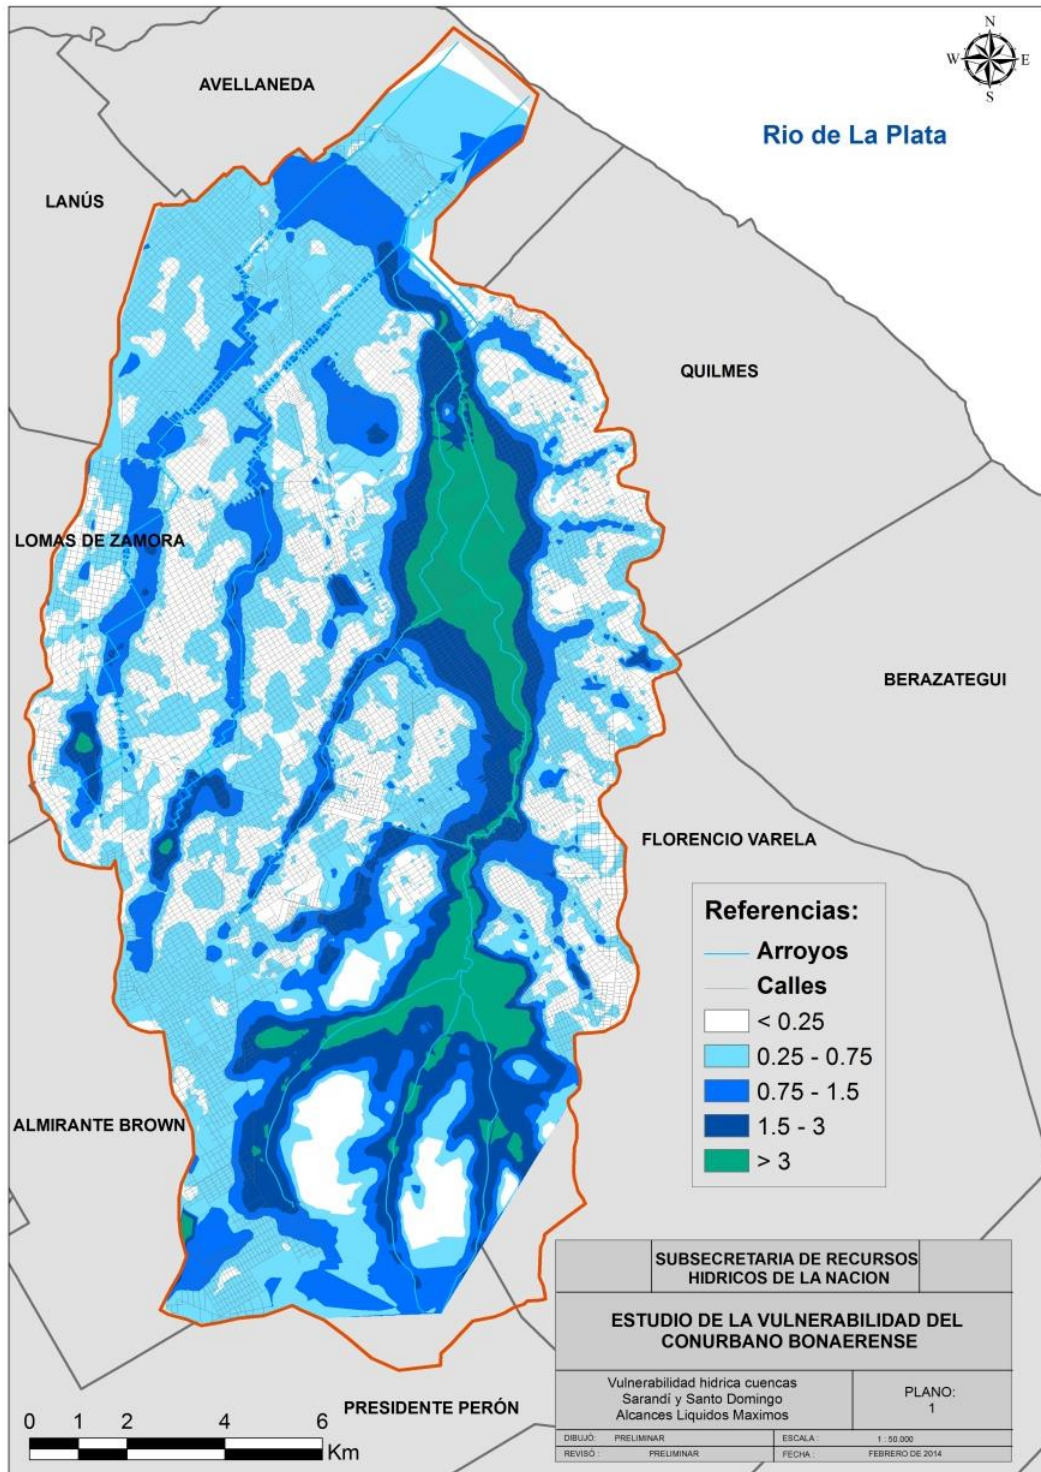 N
W E
S
AVELLANEDA
Rio de La Plata
LANÚS
QUILMES
LOMAS DE ZAMORA
BERAZATEGUI
FLORENCIO VARELA
Referencias:
Arroyos
Calles
< 0.25
0.25 - 0.75
0.75 - 1.5
1.5 - 3
> 3
ALMIRANTE BROWN
PRESIDENTE PERÓN
0 1 2 4 6
Km
SUBSECRETARIA DE RECURSOS
HIDRICOS DE LA NACION
ESTUDIO DE LA VULNERABILIDAD DEL
CONURBANO BONAERENSE
Vulnerabilidad hidrica cuencas
Sarandí y Santo Domingo
Alcances Liquidos Maximos
PLANO:
1
DIBUJÓ: PRELIMINAR
ESCALA : 1 : 50.000
REVISÓ : PRELIMINAR
FECHA : FEBRERO DE 2014